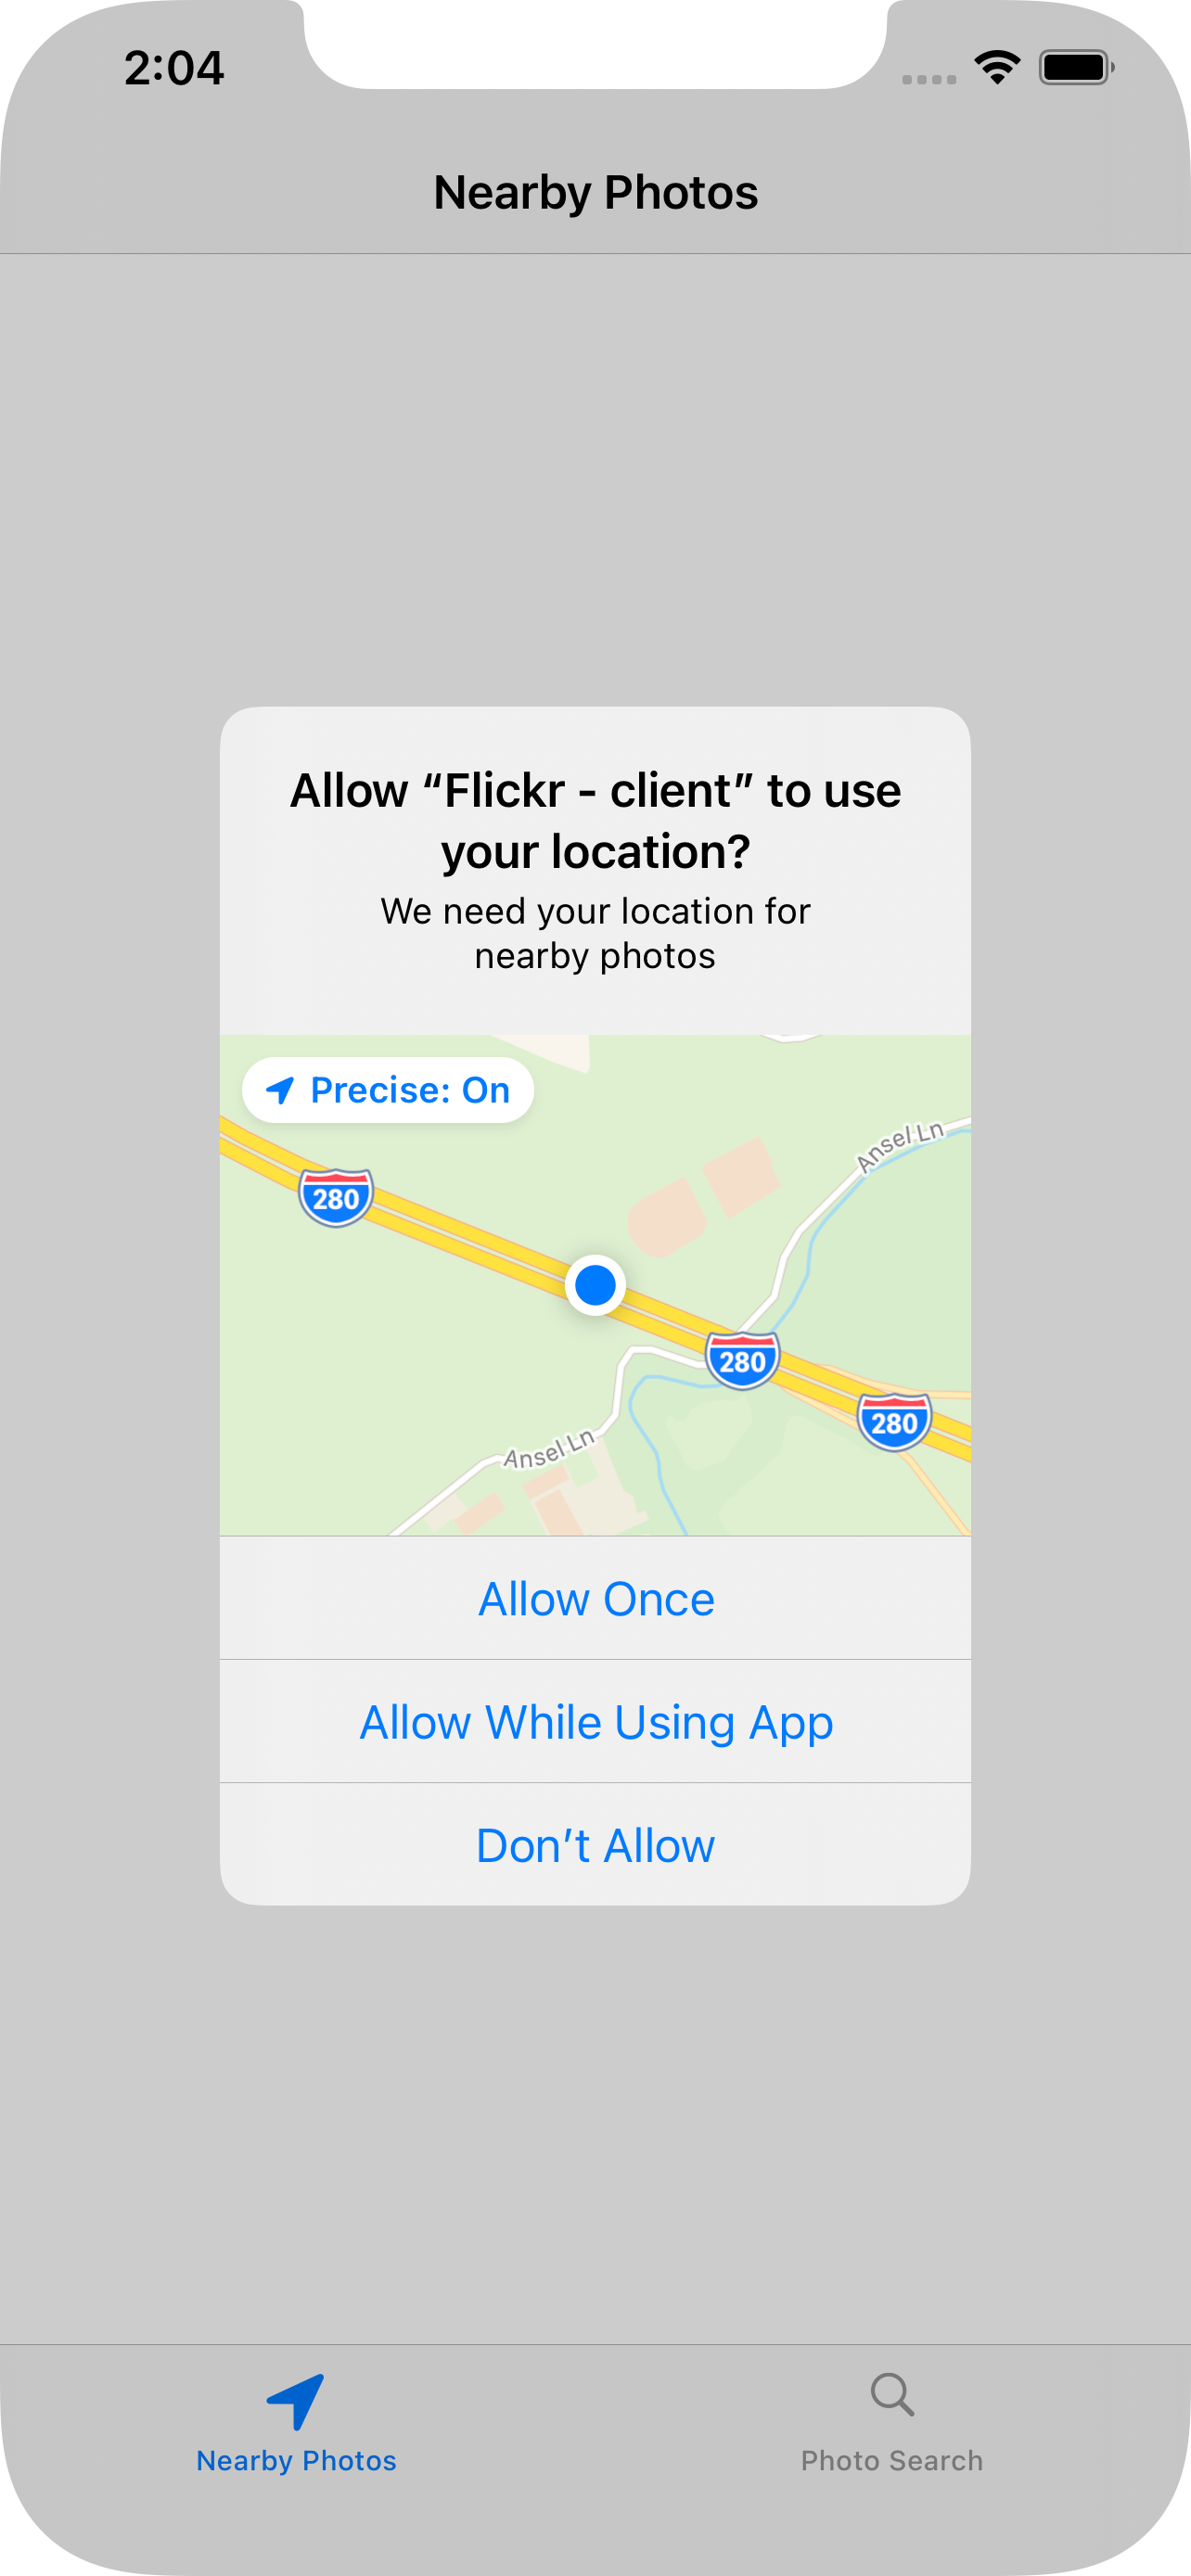 2:04
Nearby Photos
Allow “Flickr - client” to use
your location?
We need your location for
nearby photos
Precise: On
Ansel Ln
280
280
280
Ansel Ln
Allow Once
Allow While Using App
Don’t Allow
Nearby Photos
Photo Search